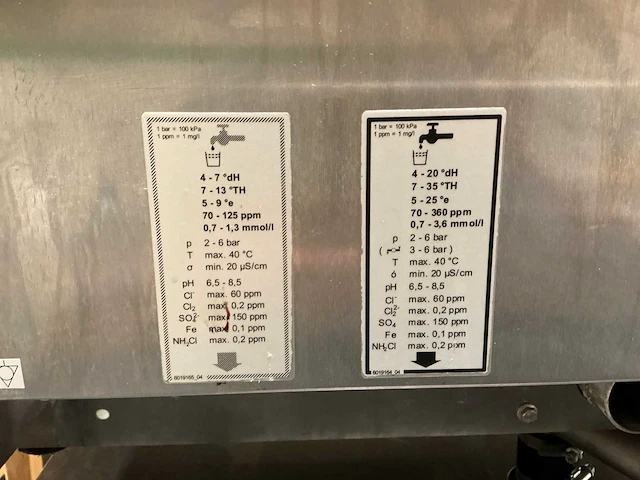 1 bar = 100 kPa
1 ppm = 1 mg/l
4 - 7 °dH
7 - 13 °TH
5 - 9 °e
70 - 125 ppm
0,7 - 1,3 mmol/l
p 2 - 6 bar
T max. 40 °C
σ min. 20 µS/cm
pH 6,5 - 8,5
Cl⁻ max. 60 ppm
Cl₂ max. 0,2 ppm
SO₄²⁻ max. 150 ppm
Fe max. 0,1 ppm
NH₂Cl max. 0,2 ppm
6019165_04
1 bar = 100 kPa
1 ppm = 1 mg/l
4 - 20 °dH
7 - 35 °TH
5 - 25 °e
70 - 360 ppm
0,7 - 3,6 mmol/l
p 2 - 6 bar
( 3 - 6 bar )
T max. 40 °C
ó min. 20 µS/cm
pH 6,5 - 8,5
Cl⁻ max. 60 ppm
Cl₂²⁻ max. 0,2 ppm
SO₄ max. 150 ppm
Fe max. 0,1 ppm
NH₂Cl max. 0,2 ppm
6019164_04